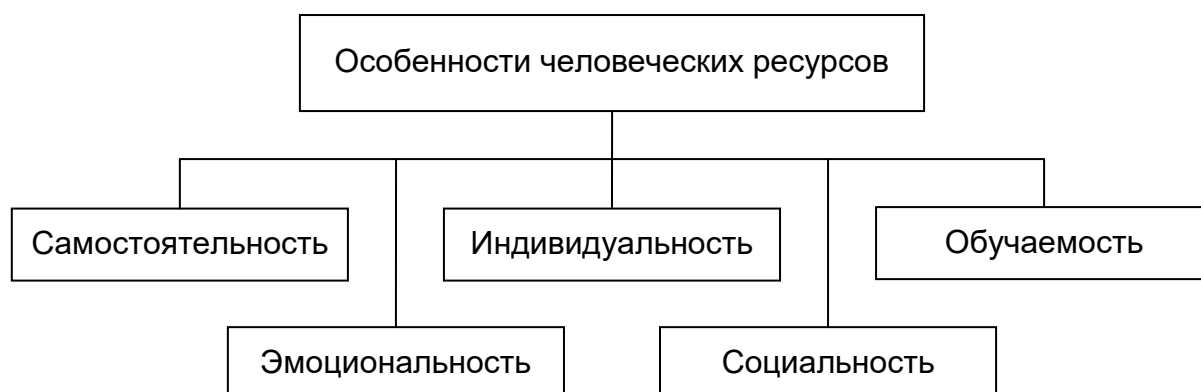 Особенности человеческих ресурсов
Самостоятельность
Индивидуальность
Обучаемость
Эмоциональность
Социальность